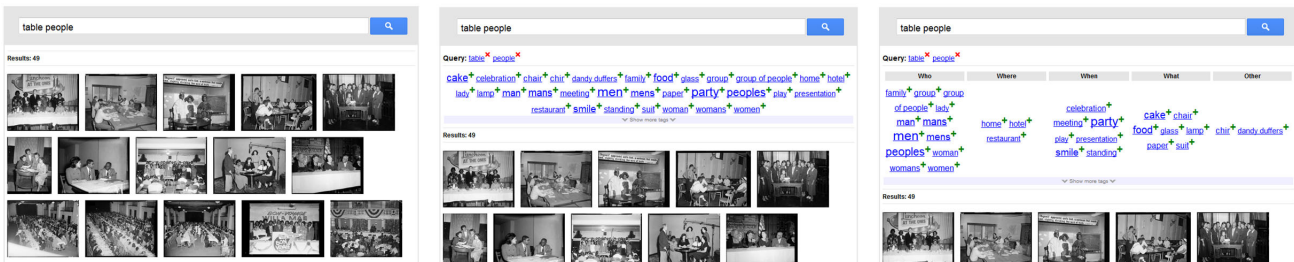 table people
Results: 49
table people
Query: table✕ people✕
cake+ celebration+ chair+ chir+ dandy duffers+ family+ food+ glass+ group+ group of people+ home+ hotel+
lady+ lamp+ man+ mans+ meeting+ men+ mens+ paper+ party+ peoples+ play+ presentation+
restaurant+ smile+ standing+ suit+ woman+ womans+ women+
Show more tags
Results: 49
table people
Query: table✕ people✕
Who Where When What Other
family+ group+ group
of people+ lady+
man+ mans+
men+ mens+
peoples+ woman+
womans+ women+
home+ hotel+
restaurant+
celebration+
meeting+ party+
play+ presentation+
smile+ standing+
cake+ chair+
food+ glass+ lamp+
paper+ suit+
chir+ dandy duffers+
Show more tags
Results: 49